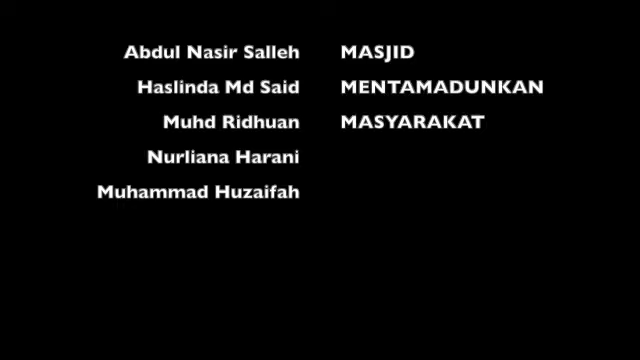 Abdul Nasir Salleh MASJID
Haslinda Md Said MENTAMADUNKAN
Muhd Ridhuan MASYARAKAT
Nurliana Harani
Muhammad Huzaifah